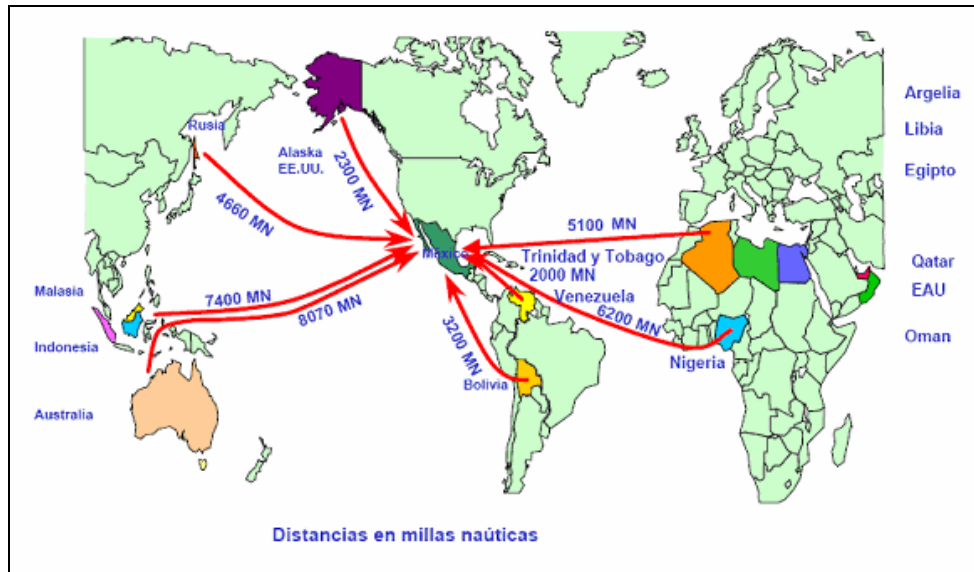 Argelia
Rusia
Libia
Alaska
EE.UU.
2300 MN
Egipto
4660 MN
5100 MN
México
Trinidad y Tobago
2000 MN
Qatar
Malasia
7400 MN
Venezuela
EAU
8070 MN
6200 MN
Indonesia
3200 MN
Oman
Nigeria
Bolivia
Australia
Distancias en millas naúticas